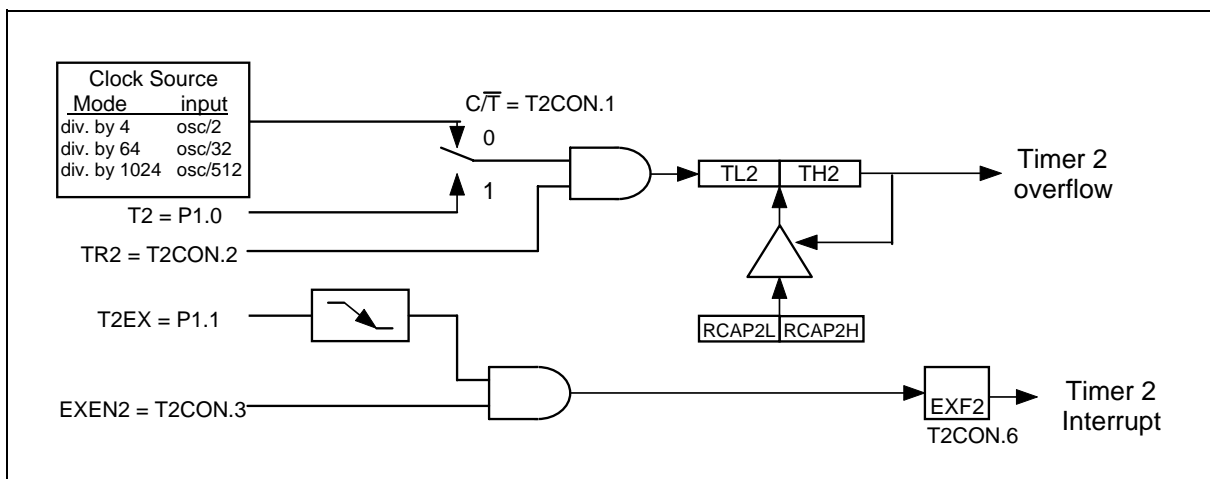 Clock Source
Mode input
div. by 4 osc/2
div. by 64 osc/32
div. by 1024 osc/512
C/T̅ = T2CON.1
0
1
T2 = P1.0
TR2 = T2CON.2
TL2 TH2
Timer 2
overflow
T2EX = P1.1
RCAP2L RCAP2H
EXEN2 = T2CON.3
EXF2
T2CON.6
Timer 2
Interrupt